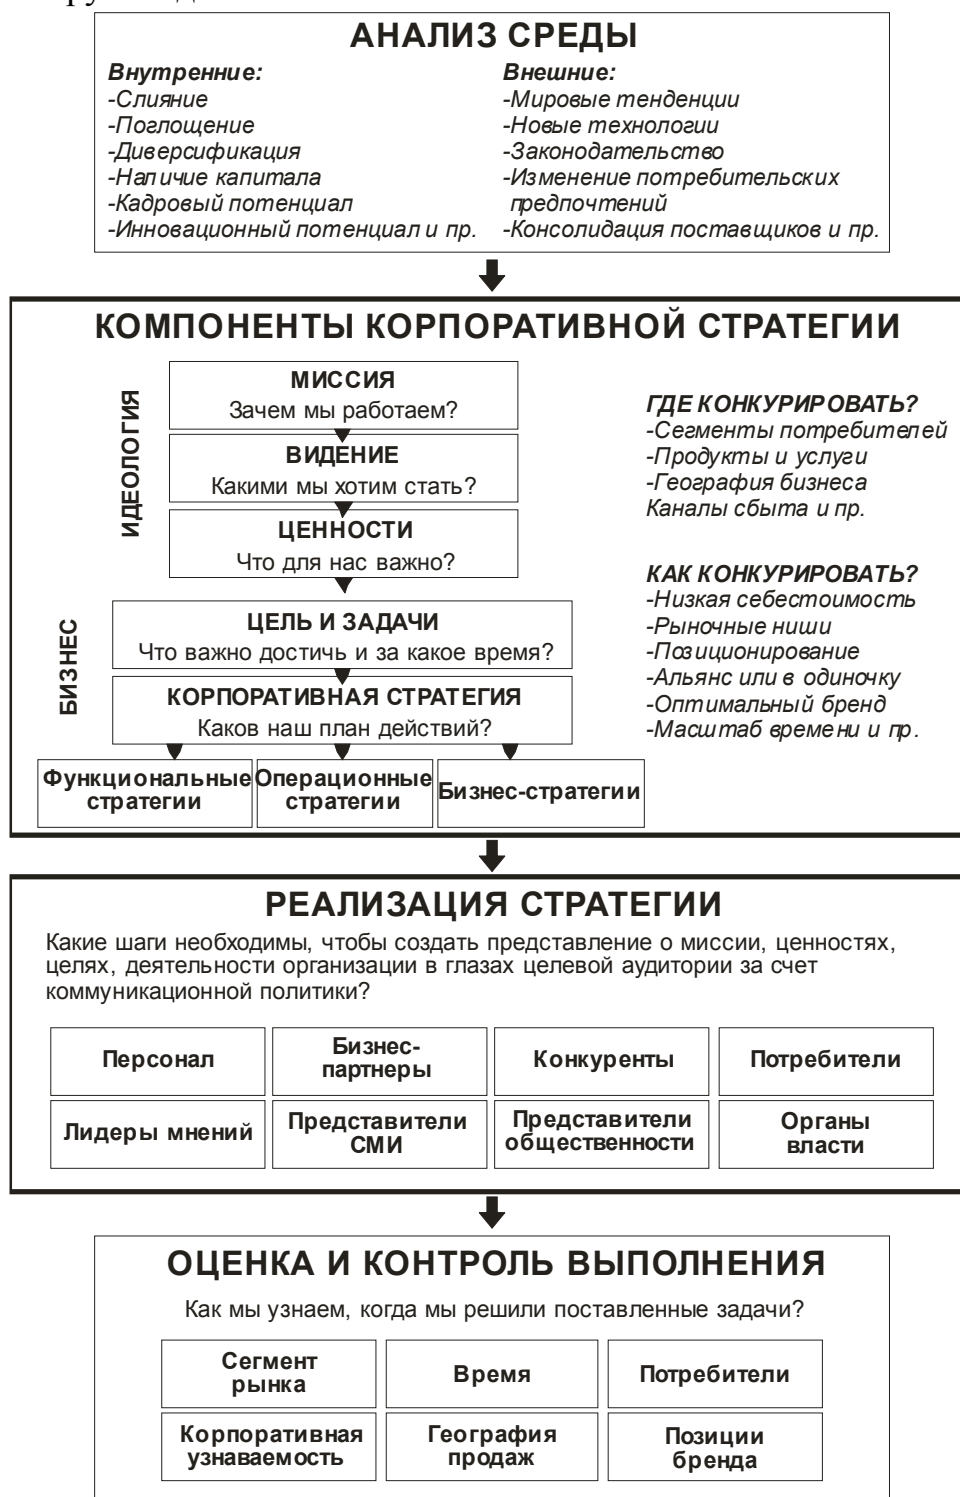 АНАЛИЗ СРЕДЫ
Внутренние:
-Слияние
-Поглощение
-Диверсификация
-Наличие капитала
-Кадровый потенциал
-Инновационный потенциал и пр.
Внешние:
-Мировые тенденции
-Новые технологии
-Законодательство
-Изменение потребительских
предпочтений
-Консолидация поставщиков и пр.
КОМПОНЕНТЫ КОРПОРАТИВНОЙ СТРАТЕГИИ
ИДЕОЛОГИЯ
МИССИЯ
Зачем мы работаем?
ВИДЕНИЕ
Какими мы хотим стать?
ЦЕННОСТИ
Что для нас важно?
БИЗНЕС
ЦЕЛЬ И ЗАДАЧИ
Что важно достичь и за какое время?
КОРПОРАТИВНАЯ СТРАТЕГИЯ
Каков наш план действий?
Функциональные
стратегии
Операционные
стратегии
Бизнес-стратегии
ГДЕ КОНКУРИРОВАТЬ?
-Сегменты потребителей
-Продукты и услуги
-География бизнеса
Каналы сбыта и пр.
КАК КОНКУРИРОВАТЬ?
-Низкая себестоимость
-Рыночные ниши
-Позиционирование
-Альянс или в одиночку
-Оптимальный бренд
-Масштаб времени и пр.
РЕАЛИЗАЦИЯ СТРАТЕГИИ
Какие шаги необходимы, чтобы создать представление о миссии, ценностях,
целях, деятельности организации в глазах целевой аудитории за счет
коммуникационной политики?
Персонал
Бизнес-
партнеры
Конкуренты
Потребители
Лидеры мнений
Представители
СМИ
Представители
общественности
Органы
власти
ОЦЕНКА И КОНТРОЛЬ ВЫПОЛНЕНИЯ
Как мы узнаем, когда мы решили поставленные задачи?
Сегмент
рынка
Время
Потребители
Корпоративная
узнаваемость
География
продаж
Позиции
бренда